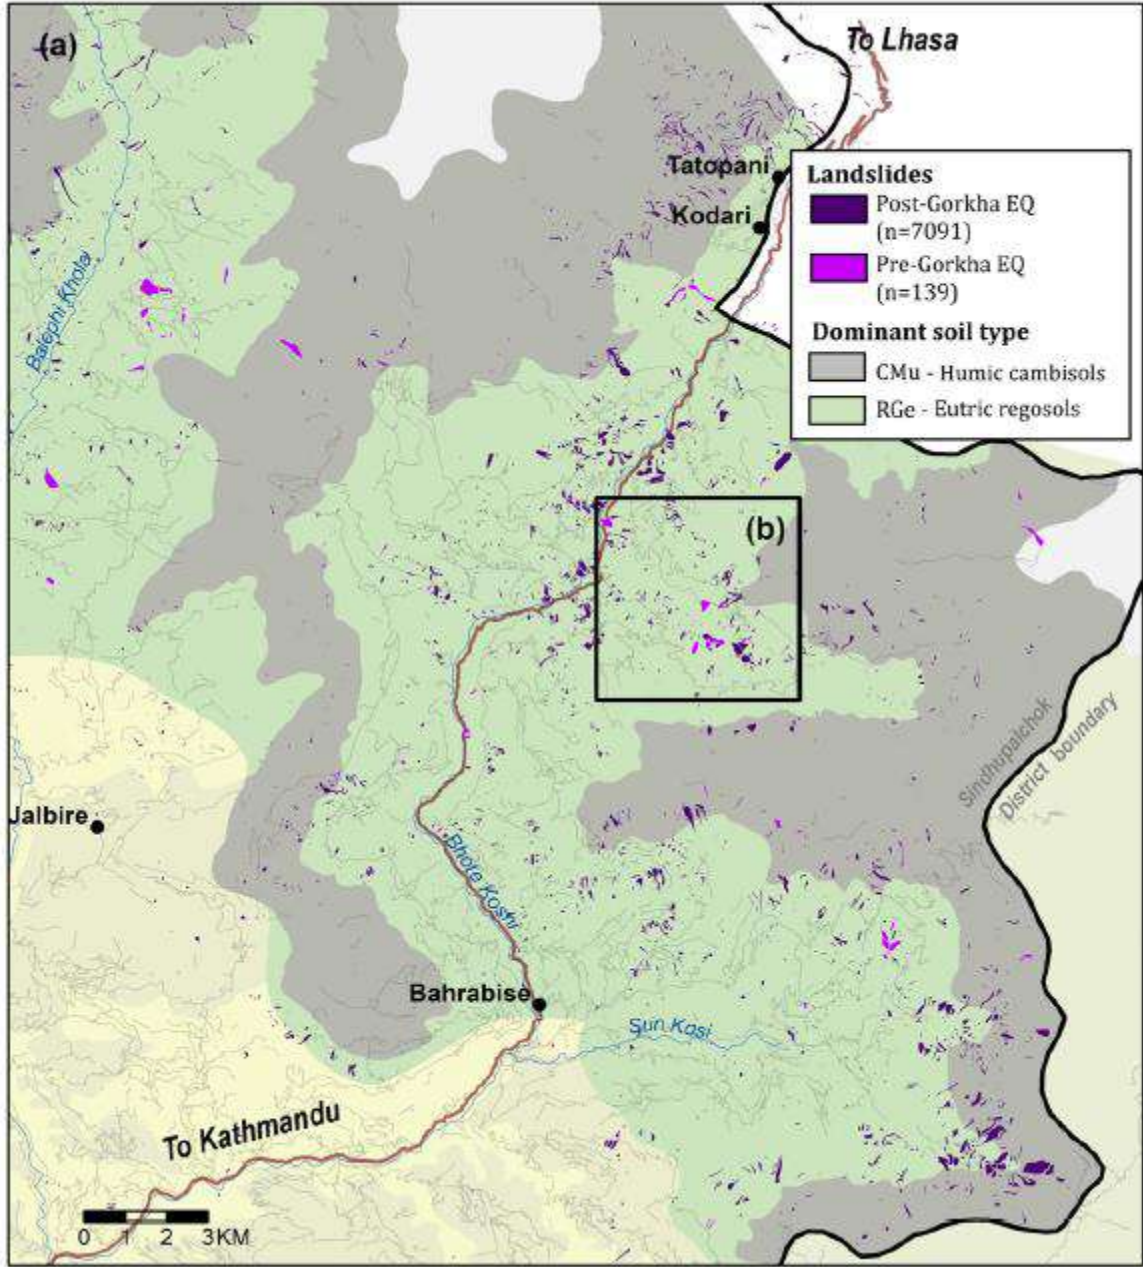 (a)
To Lhasa
Tatopani
Kodari
Landslides
Post-Gorkha EQ
(n=7091)
Pre-Gorkha EQ
(n=139)
Dominant soil type
CMu - Humic cambisols
RGe - Eutric regosols
Balephi Khola
(b)
Sindhupalchok
District boundary
Jalbire
Bhote Koshi
Bahrabise
Sun Kosi
To Kathmandu
0 1 2 3KM